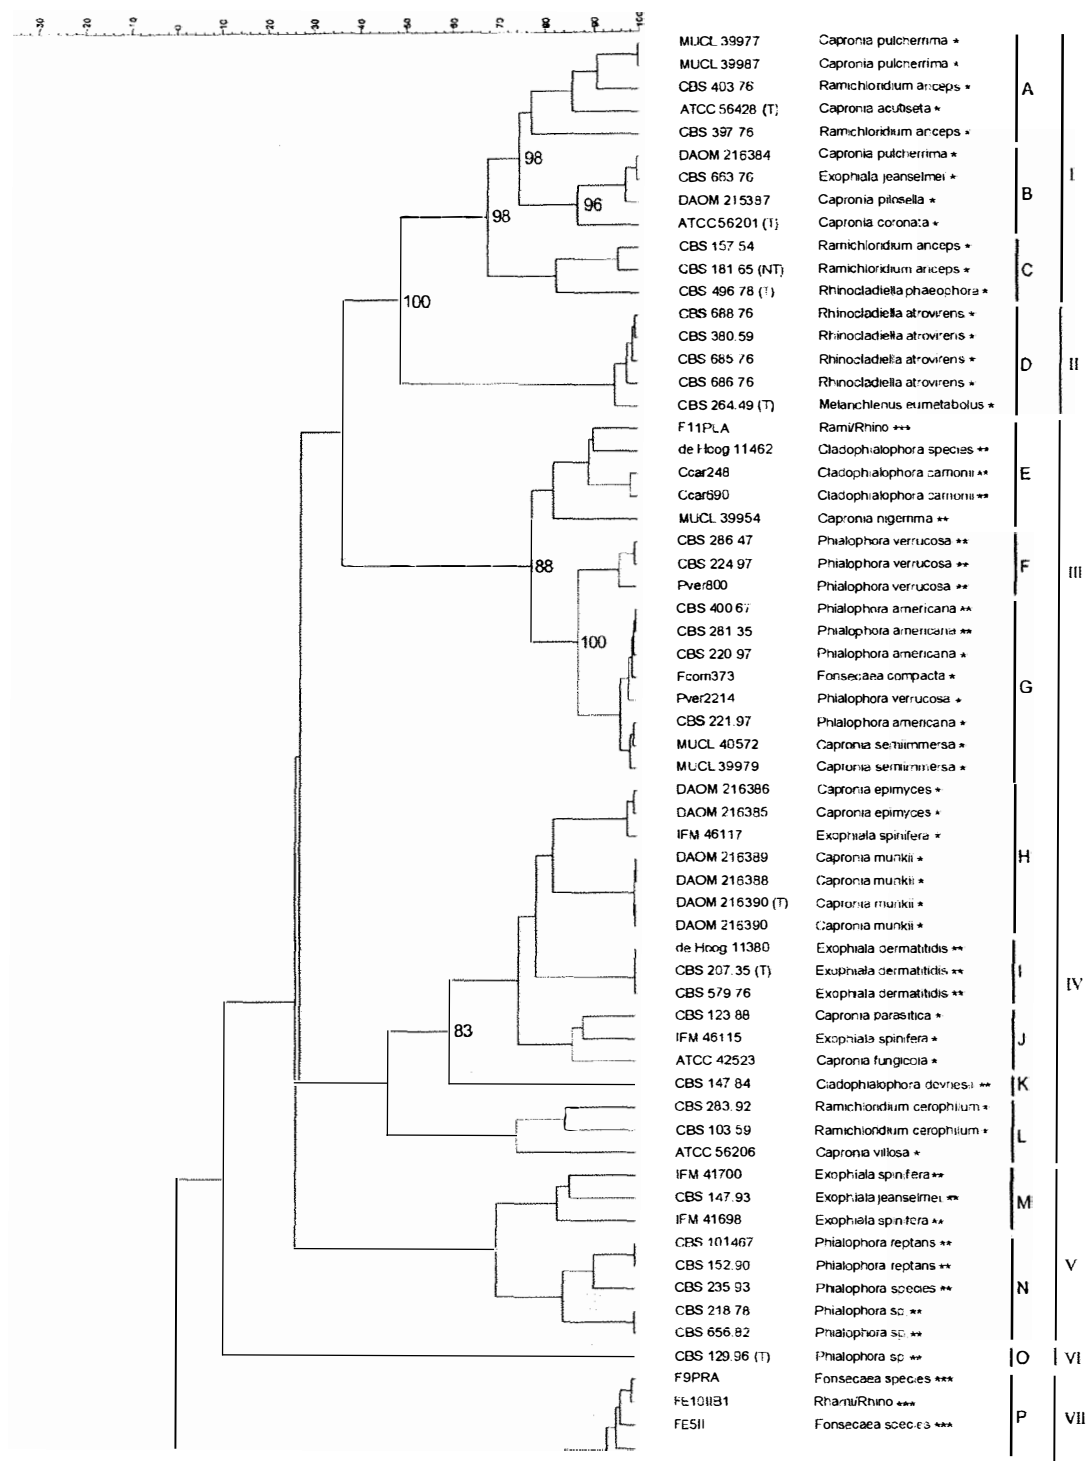 -30 -20 -10 0 10 20 30 40 50 60 70 80 90 100
MUCL 39977 Capronia pulcherrima *
MUCL 39987 Capronia pulcherrima *
CBS 403 76 Ramichloridium anceps *
A
ATCC 56428 (T) Capronia acutiseta *
CBS 397 76 Ramichloridium anceps *
DAOM 216384 Capronia pulcherrima *
98
CBS 663 76 Exophiala jeanselmei *
I
DAOM 215387 Capronia pilosella *
B
96
98
ATCC56201 (T) Capronia coronata *
CBS 157 54 Ramichloridium anceps *
CBS 181 65 (NT) Ramichloridium anceps *
C
CBS 496 78 (T) Rhinocladiella phaeophora *
100
CBS 688 76 Rhinocladiella atrovirens *
CBS 380.59 Rhinocladiella atrovirens *
CBS 685 76 Rhinocladiella atrovirens *
D II
CBS 686 76 Rhinocladiella atrovirens *
CBS 264.49 (T) Melanchlenus eumetabolus *
F11PLA Rami/Rhino ***
de Hoog 11462 Cladophialophora species **
Ccar248 Cladophialophora carrionii **
E
Ccar690 Cladophialophora carrionii **
MUCL 39954 Capronia nigerrima **
CBS 286 47 Phialophora verrucosa **
88
CBS 224 97 Phialophora verrucosa **
F III
Pver800 Phialophora verrucosa **
CBS 400 67 Phialophora americana **
CBS 281 35 Phialophora americana **
100
CBS 220 97 Phialophora americana *
Fcom373 Fonsecaea compacta *
G
Pver2214 Phialophora verrucosa *
CBS 221.97 Phialophora americana *
MUCL 40572 Capronia semiimmersa *
MUCL 39979 Capronia semiimmersa *
DAOM 216386 Capronia epimyces *
DAOM 216385 Capronia epimyces *
IFM 46117 Exophiala spinifera *
H
DAOM 216389 Capronia munkii *
DAOM 216388 Capronia munkii *
DAOM 216390 (T) Capronia munkii *
DAOM 216390 Capronia munkii *
de Hoog 11380 Exophiala dermatitidis **
CBS 207.35 (T) Exophiala dermatitidis **
I IV
CBS 579 76 Exophiala dermatitidis **
CBS 123 88 Capronia parasitica *
83
IFM 46115 Exophiala spinifera *
J
ATCC 42523 Capronia fungicola *
CBS 147 84 Cladophialophora devriesii **
K
CBS 283.92 Ramichloridium cerophilum *
CBS 103 59 Ramichloridium cerophilum *
L
ATCC 56206 Capronia villosa *
IFM 41700 Exophiala spinifera **
CBS 147.93 Exophiala jeanselmei **
M
IFM 41698 Exophiala spinifera **
CBS 101467 Phialophora reptans **
CBS 152.90 Phialophora reptans **
V
CBS 235 93 Phialophora species **
N
CBS 218 78 Phialophora sp **
CBS 656.82 Phialophora sp. **
CBS 129.96 (T) Phialophora sp **
O VI
F9PRA Fonsecaea species ***
FE10IIB1 Rhami/Rhino ***
P VII
FE5II Fonsecaea species ***